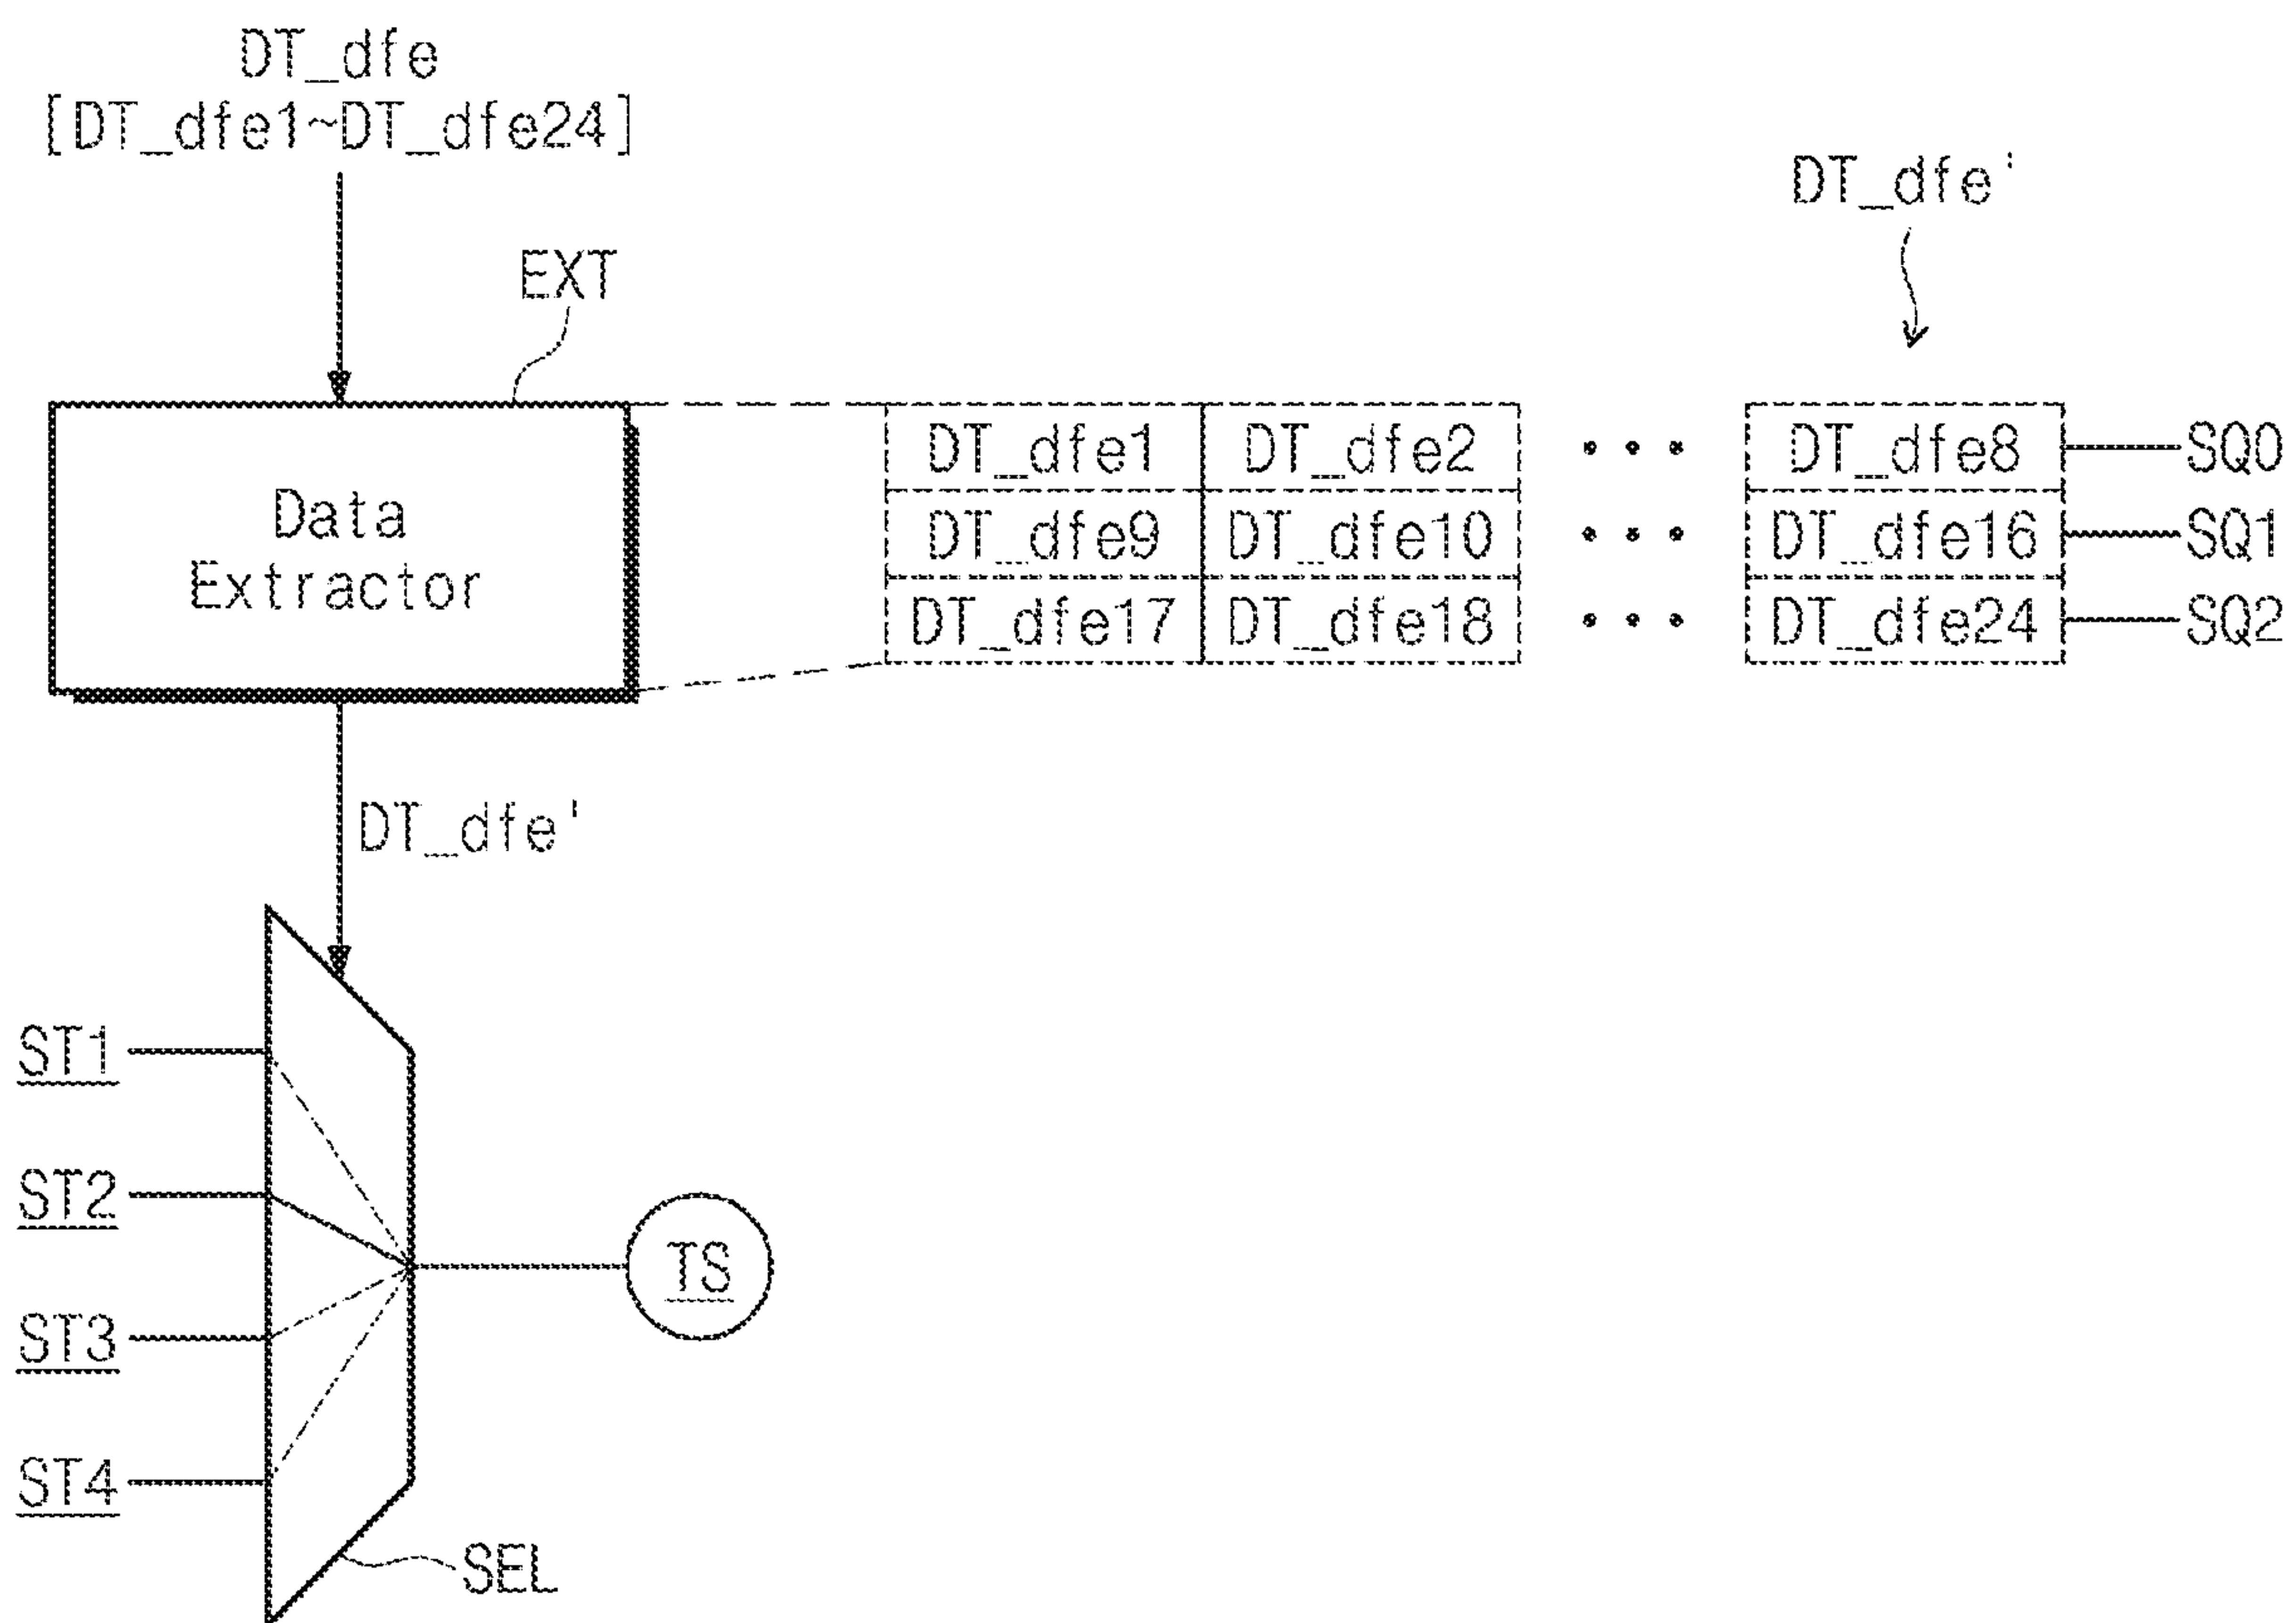 DT_dfe
[DT_dfe1~DT_dfe24]
DT_dfe'
EXT
Data
Extractor
DT_dfe1 DT_dfe2 • • • DT_dfe8 SQ0
DT_dfe9 DT_dfe10 • • • DT_dfe16 SQ1
DT_dfe17 DT_dfe18 • • • DT_dfe24 SQ2
DT_dfe'
ST1
ST2
TS
ST3
ST4
SEL